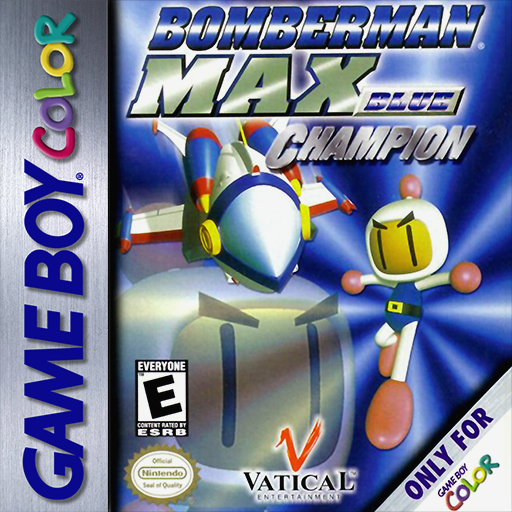 GAME BOY COLOR
BOMBERMAN®
MAX
BLUE
CHAMPION
EVERYONE
E
CONTENT RATED BY
ESRB
Official
Nintendo
Seal of Quality
V
VATICAL™
ENTERTAINMENT
ONLY FOR
GAME BOY
COLOR